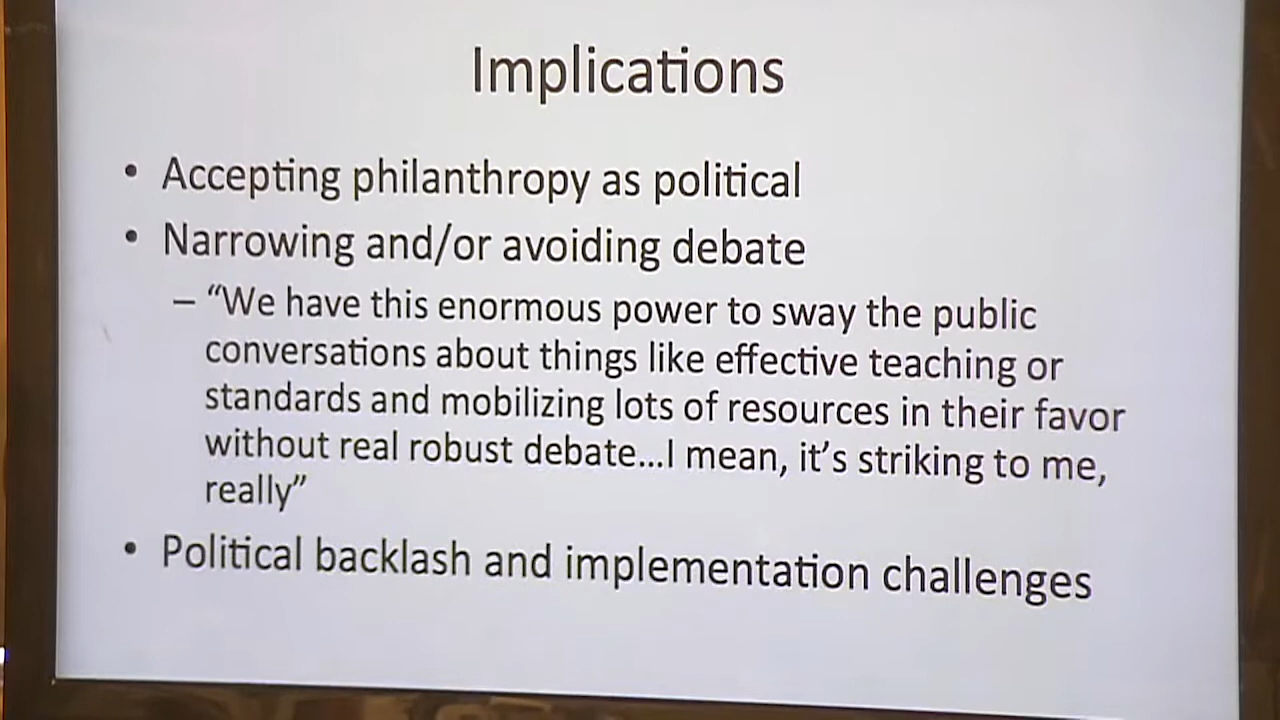 Implications
• Accepting philanthropy as political
• Narrowing and/or avoiding debate
– “We have this enormous power to sway the public
conversations about things like effective teaching or
standards and mobilizing lots of resources in their favor
without real robust debate...I mean, it’s striking to me,
really”
• Political backlash and implementation challenges